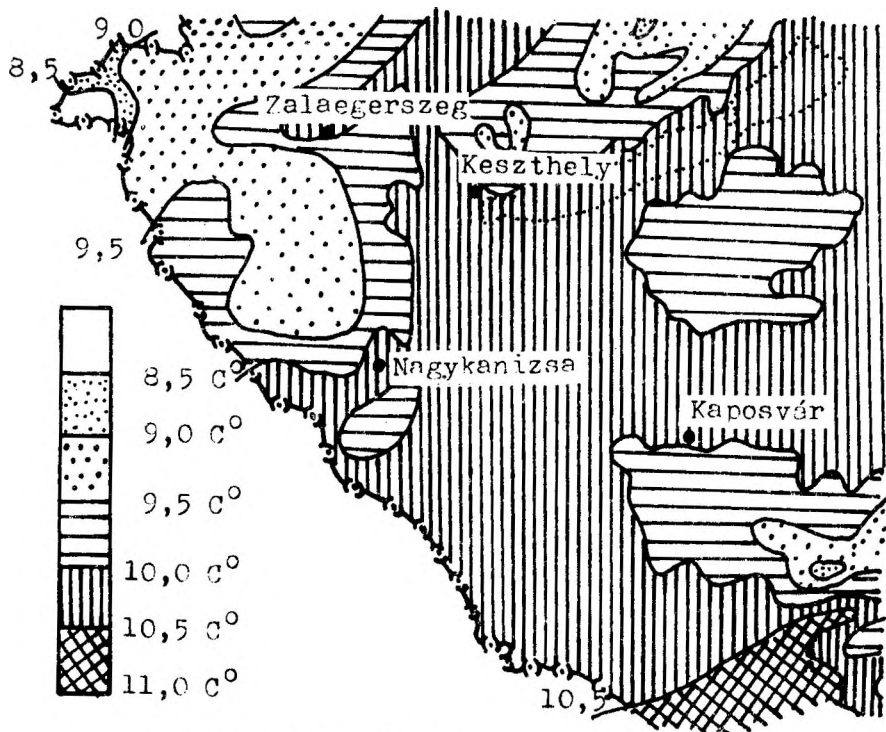 9,0
8,5
Zalaegerszeg
Keszthely
9,5
Nagykanizsa
8,5 C°
9,0 C°
Kaposvár
9,5 C°
10,0 C°
10,5 C°
11,0 C°
10,5